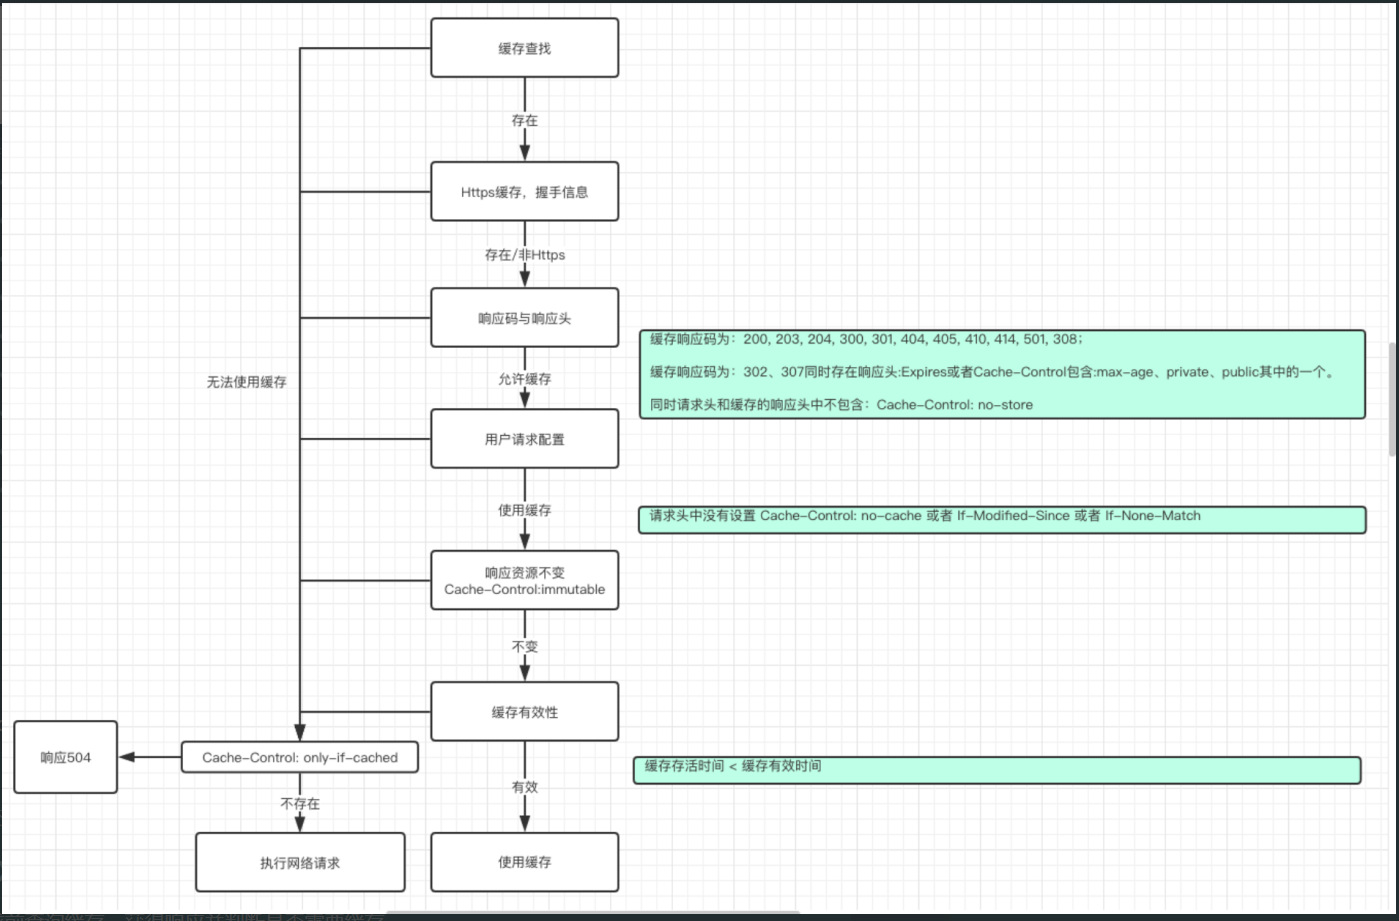 缓存查找
存在
Https缓存，握手信息
存在/非Https
响应码与响应头
缓存响应码为：200, 203, 204, 300, 301, 404, 405, 410, 414, 501, 308；
缓存响应码为：302、307同时存在响应头:Expires或者Cache-Control包含:max-age、private、public其中的一个。
同时请求头和缓存的响应头中不包含：Cache-Control: no-store
无法使用缓存
允许缓存
用户请求配置
使用缓存
请求头中没有设置 Cache-Control: no-cache 或者 If-Modified-Since 或者 If-None-Match
响应资源不变
Cache-Control:immutable
不变
缓存有效性
响应504
Cache-Control: only-if-cached
缓存存活时间 < 缓存有效时间
有效
不存在
执行网络请求
使用缓存